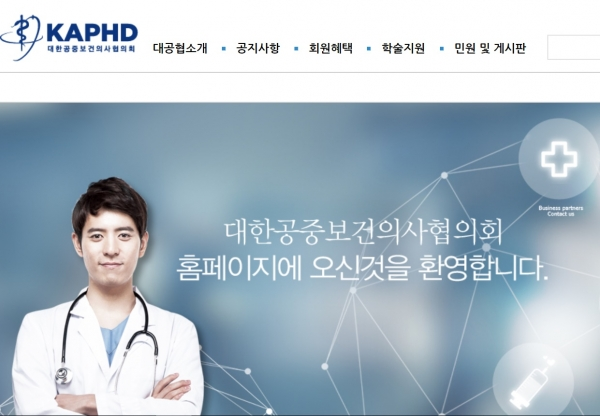 KAPHD
대한공중보건의사협의회
대공협소개 공지사항 회원혜택 학술지원 민원 및 게시판
Business partners
Contact us
대한공중보건의사협의회
홈페이지에 오신것을 환영합니다.